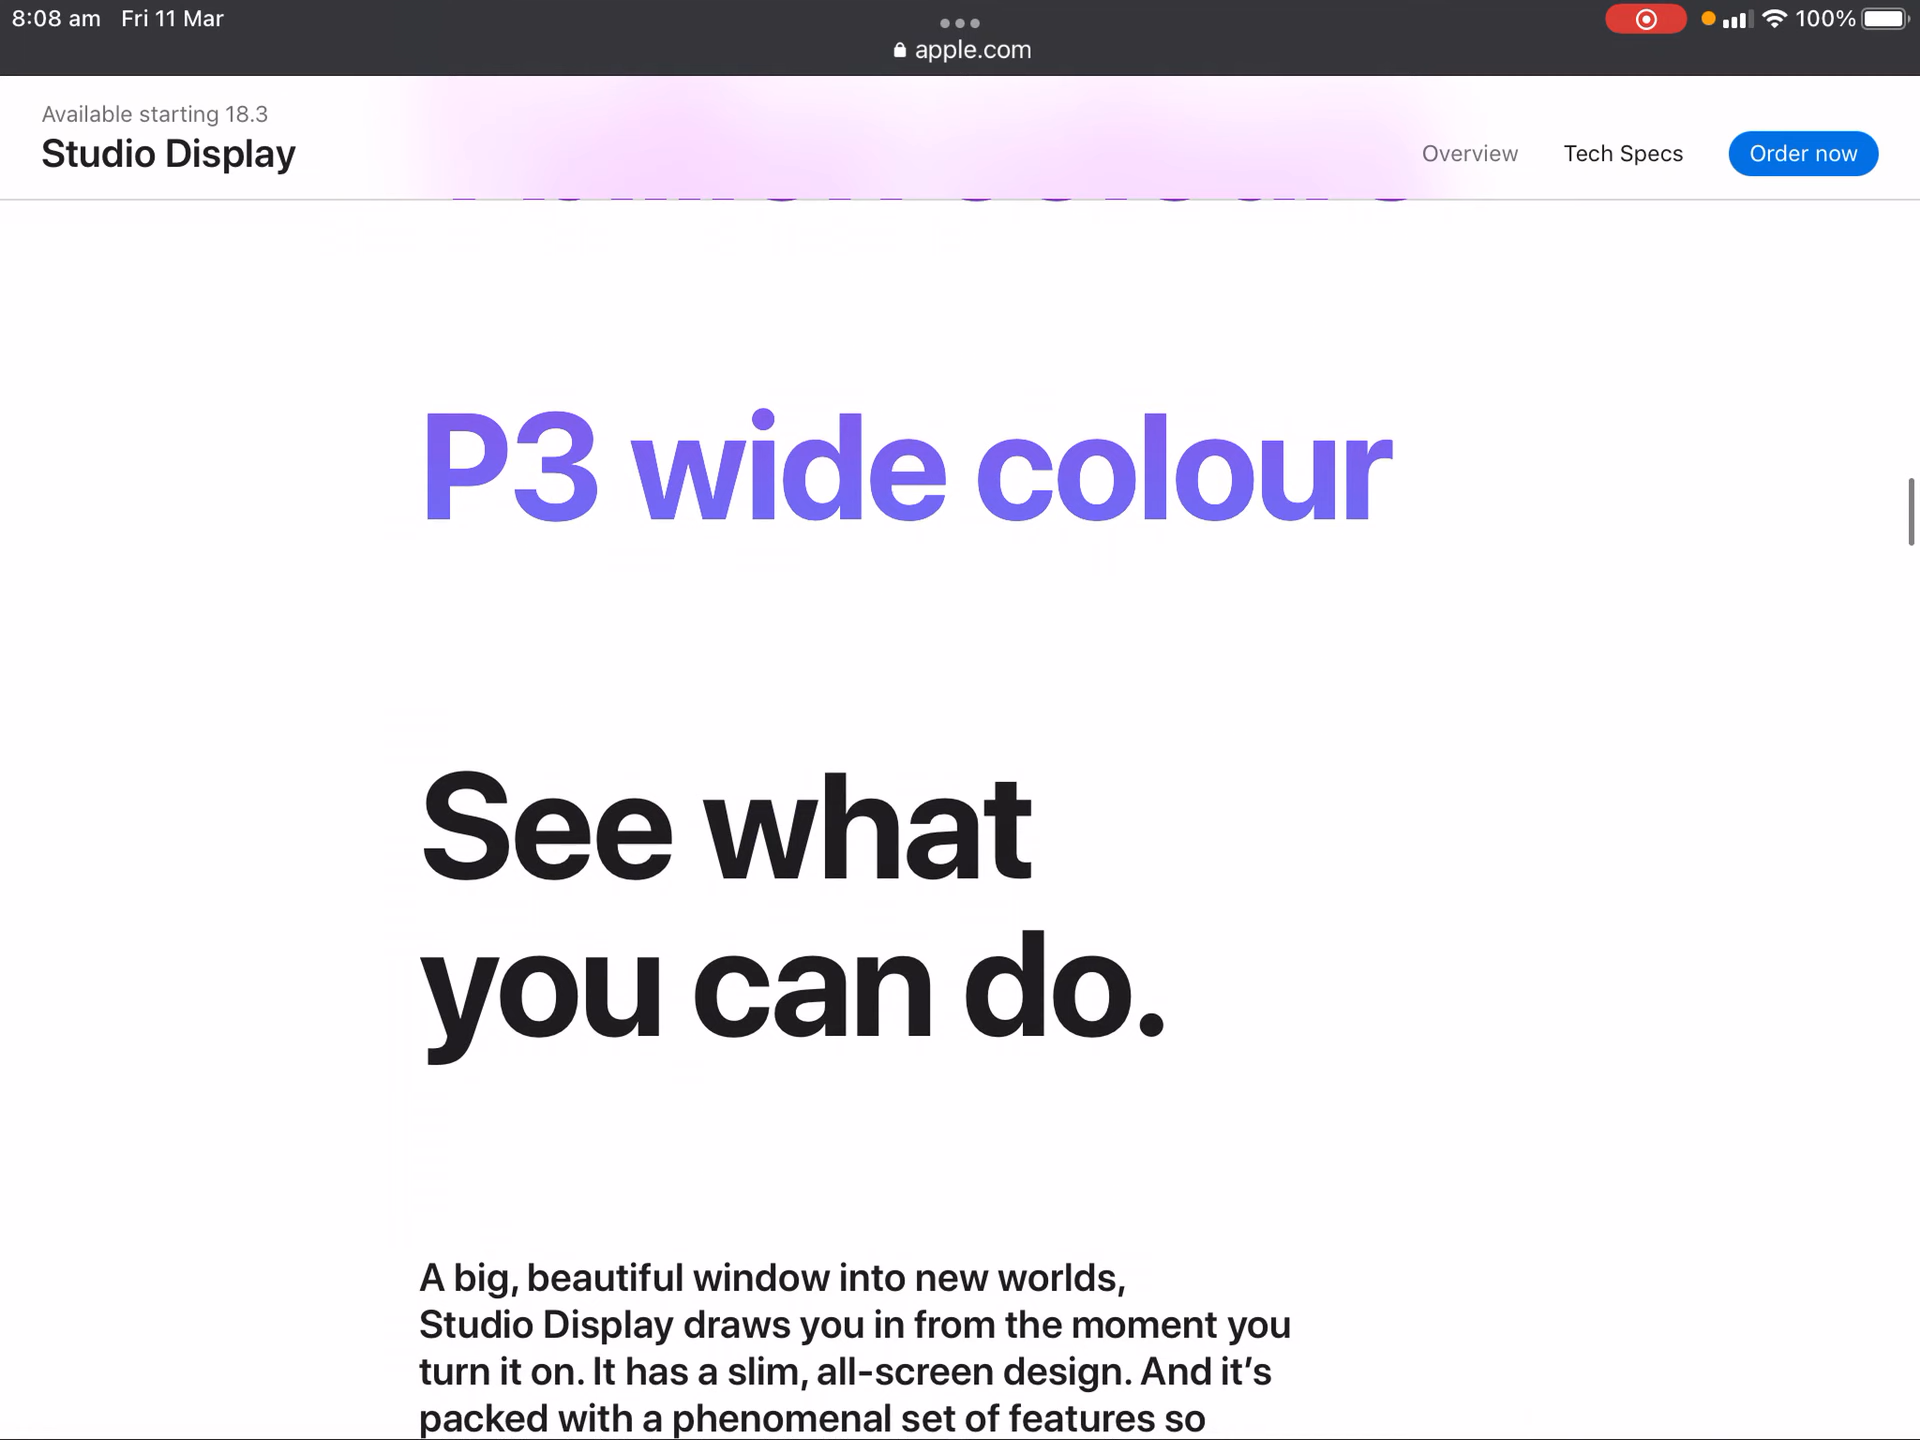 8:08 am Fri 11 Mar
100%
apple.com
Available starting 18.3
Studio Display
Overview
Tech Specs
Order now
P3 wide colour
See what
you can do.
A big, beautiful window into new worlds,
Studio Display draws you in from the moment you
turn it on. It has a slim, all-screen design. And it’s
packed with a phenomenal set of features so